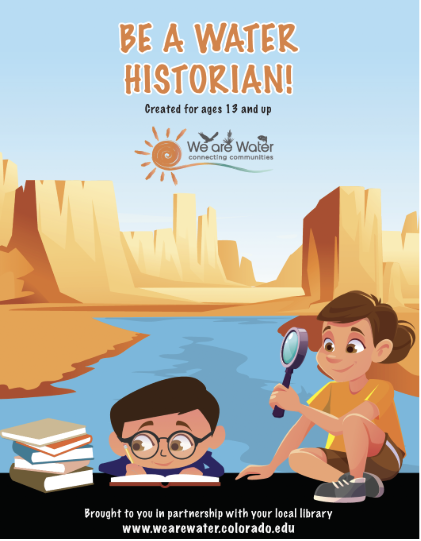 BE A WATER
HISTORIAN!
Created for ages 13 and up
We are Water
connecting communities
Brought to you in partnership with your local library
www.wearewater.colorado.edu